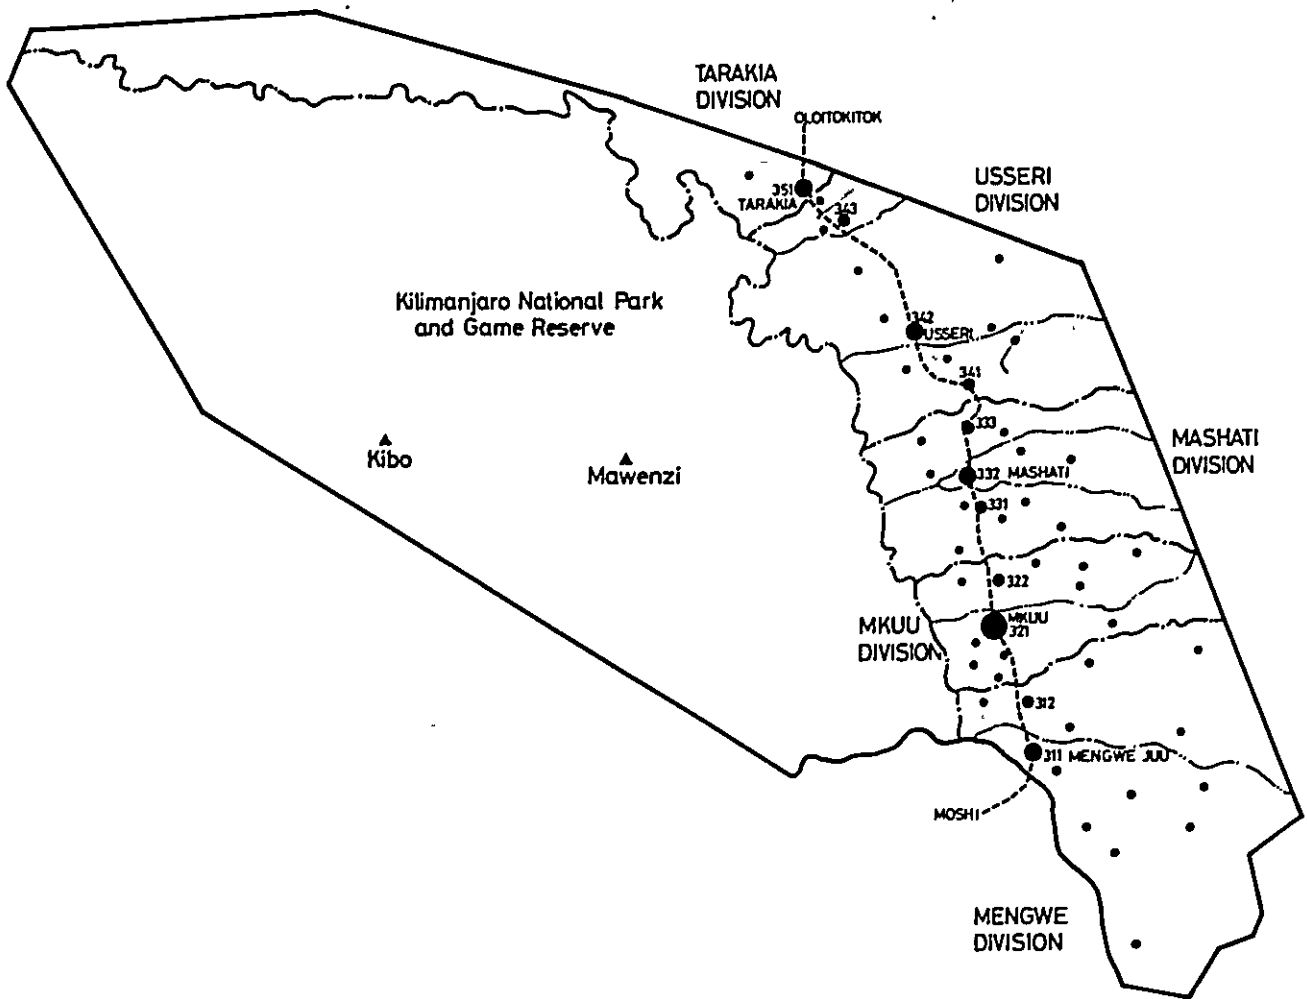 TARAKIA
DIVISION
OLOITOKITOK
USSERI
DIVISION
351
TARAKIA
343
Kilimanjaro National Park
and Game Reserve
342
USSERI
341
333
MASHATI
DIVISION
Kibo
Mawenzi
332 MASHATI
331
322
MKUU
DIVISION
MKUU
321
312
311 MENGWE JUU
MOSHI
MENGWE
DIVISION